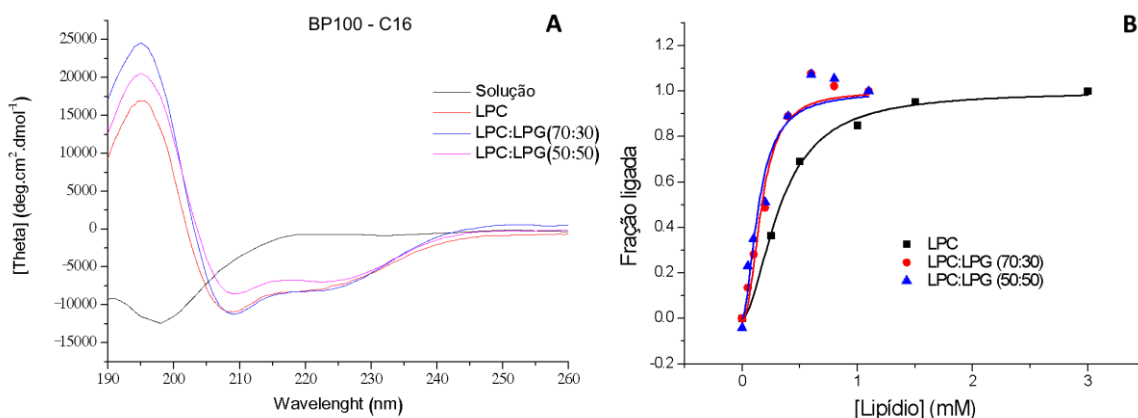 BP100 - C16
A
[Theta] (deg.cm².dmol⁻¹)
25000
20000
15000
10000
5000
0
-5000
-10000
-15000
Solução
LPC
LPC:LPG(70:30)
LPC:LPG(50:50)
190
200
210
220
230
240
250
260
Wavelenght (nm)
B
Fração ligada
1.2
1.0
0.8
0.6
0.4
0.2
0.0
-0.2
LPC
LPC:LPG (70:30)
LPC:LPG (50:50)
0
1
2
3
[Lipídio] (mM)